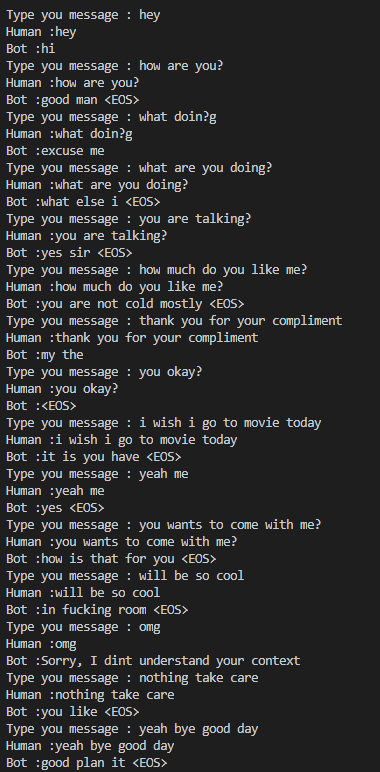 Type you message : hey
Human :hey
Bot :hi
Type you message : how are you?
Human :how are you?
Bot :good man <EOS>
Type you message : what doin?g
Human :what doin?g
Bot :excuse me
Type you message : what are you doing?
Human :what are you doing?
Bot :what else i <EOS>
Type you message : you are talking?
Human :you are talking?
Bot :yes sir <EOS>
Type you message : how much do you like me?
Human :how much do you like me?
Bot :you are not cold mostly <EOS>
Type you message : thank you for your compliment
Human :thank you for your compliment
Bot :my the
Type you message : you okay?
Human :you okay?
Bot :<EOS>
Type you message : i wish i go to movie today
Human :i wish i go to movie today
Bot :it is you have <EOS>
Type you message : yeah me
Human :yeah me
Bot :yes <EOS>
Type you message : you wants to come with me?
Human :you wants to come with me?
Bot :how is that for you <EOS>
Type you message : will be so cool
Human :will be so cool
Bot :in fucking room <EOS>
Type you message : omg
Human :omg
Bot :Sorry, I dint understand your context
Type you message : nothing take care
Human :nothing take care
Bot :you like <EOS>
Type you message : yeah bye good day
Human :yeah bye good day
Bot :good plan it <EOS>